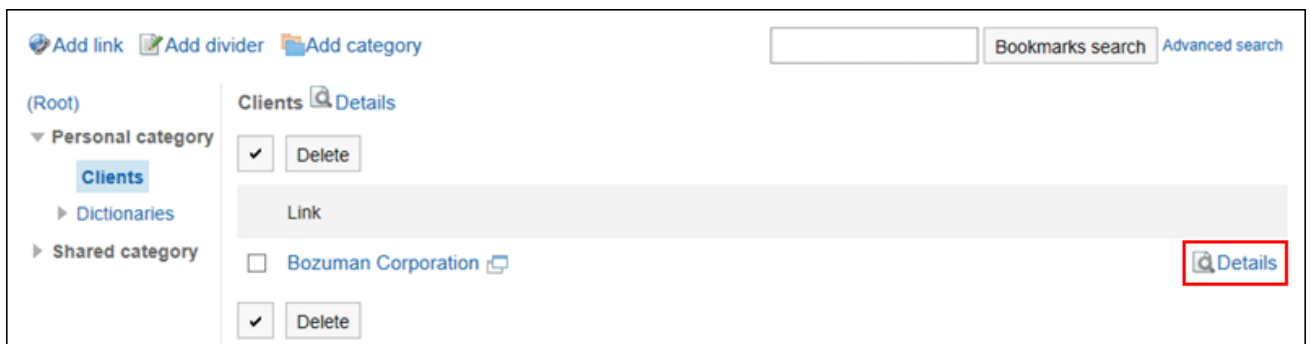 Add link Add divider Add category Bookmarks search Advanced search
(Root)
Personal category
Clients
Dictionaries
Shared category
Clients Details
Delete
Link
Bozuman Corporation Details
Delete